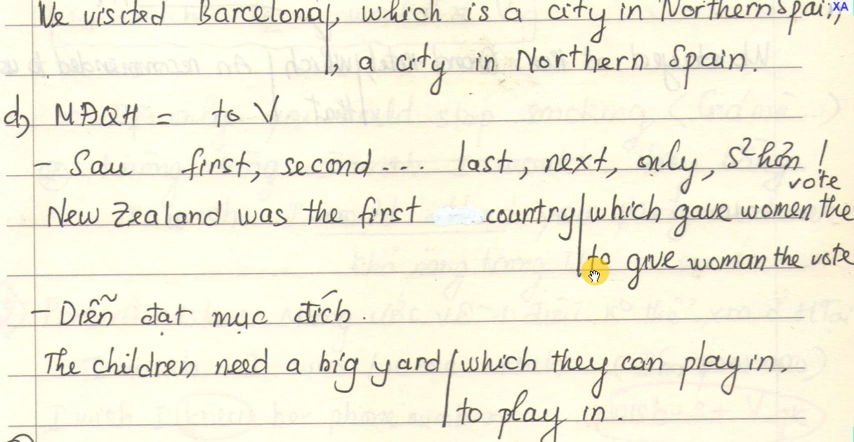 We visited Barcelona, which is a city in Northern Spain,
, a city in Northern Spain.
d, MĐQH = to V
- Sau first, second.... last, next, only, s² hơn!
vote
New Zealand was the first country which gave women the
to give woman the vote
- Diễn đạt mục đích.
The children need a big yard which they can play in.
to play in.
XA